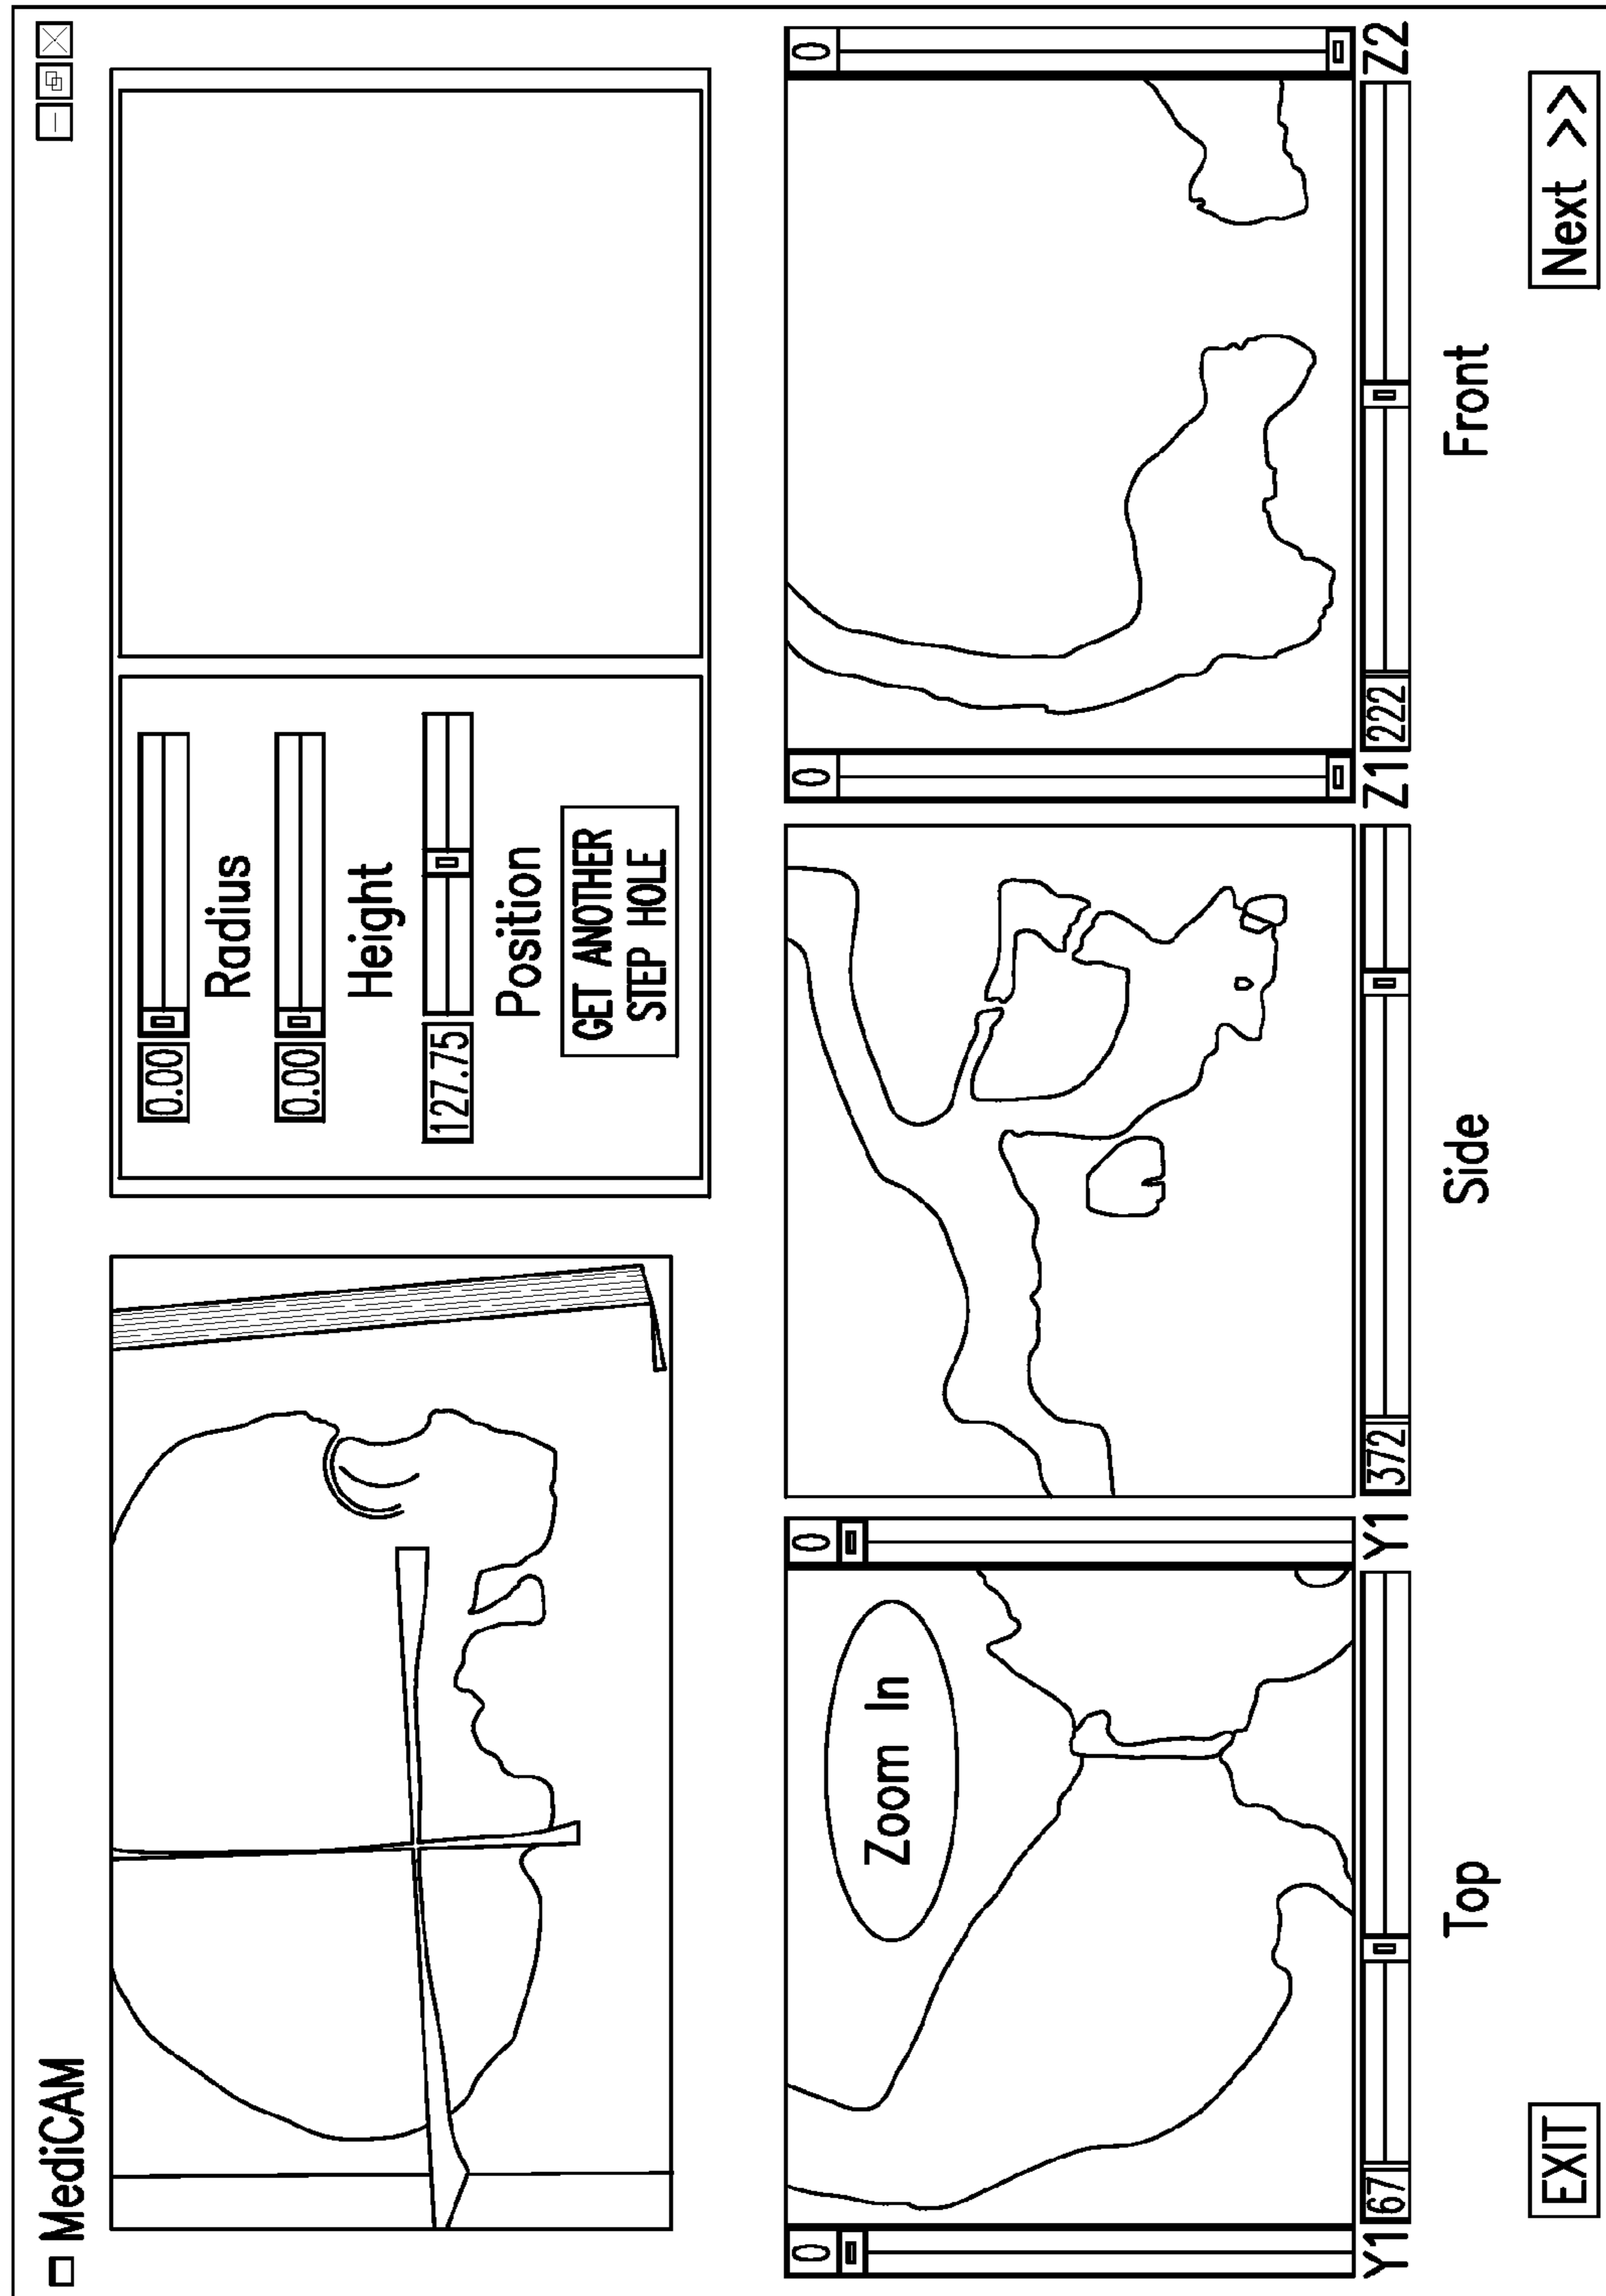 MediCAM
0.00
Radius
0.00
Height
127.75
Position
GET ANOTHER
STEP HOLE
0
Zoom In
0
0
0
Y1 67
Y1 372
Z1 222
Z2
Top
Side
Front
EXIT
Next >>